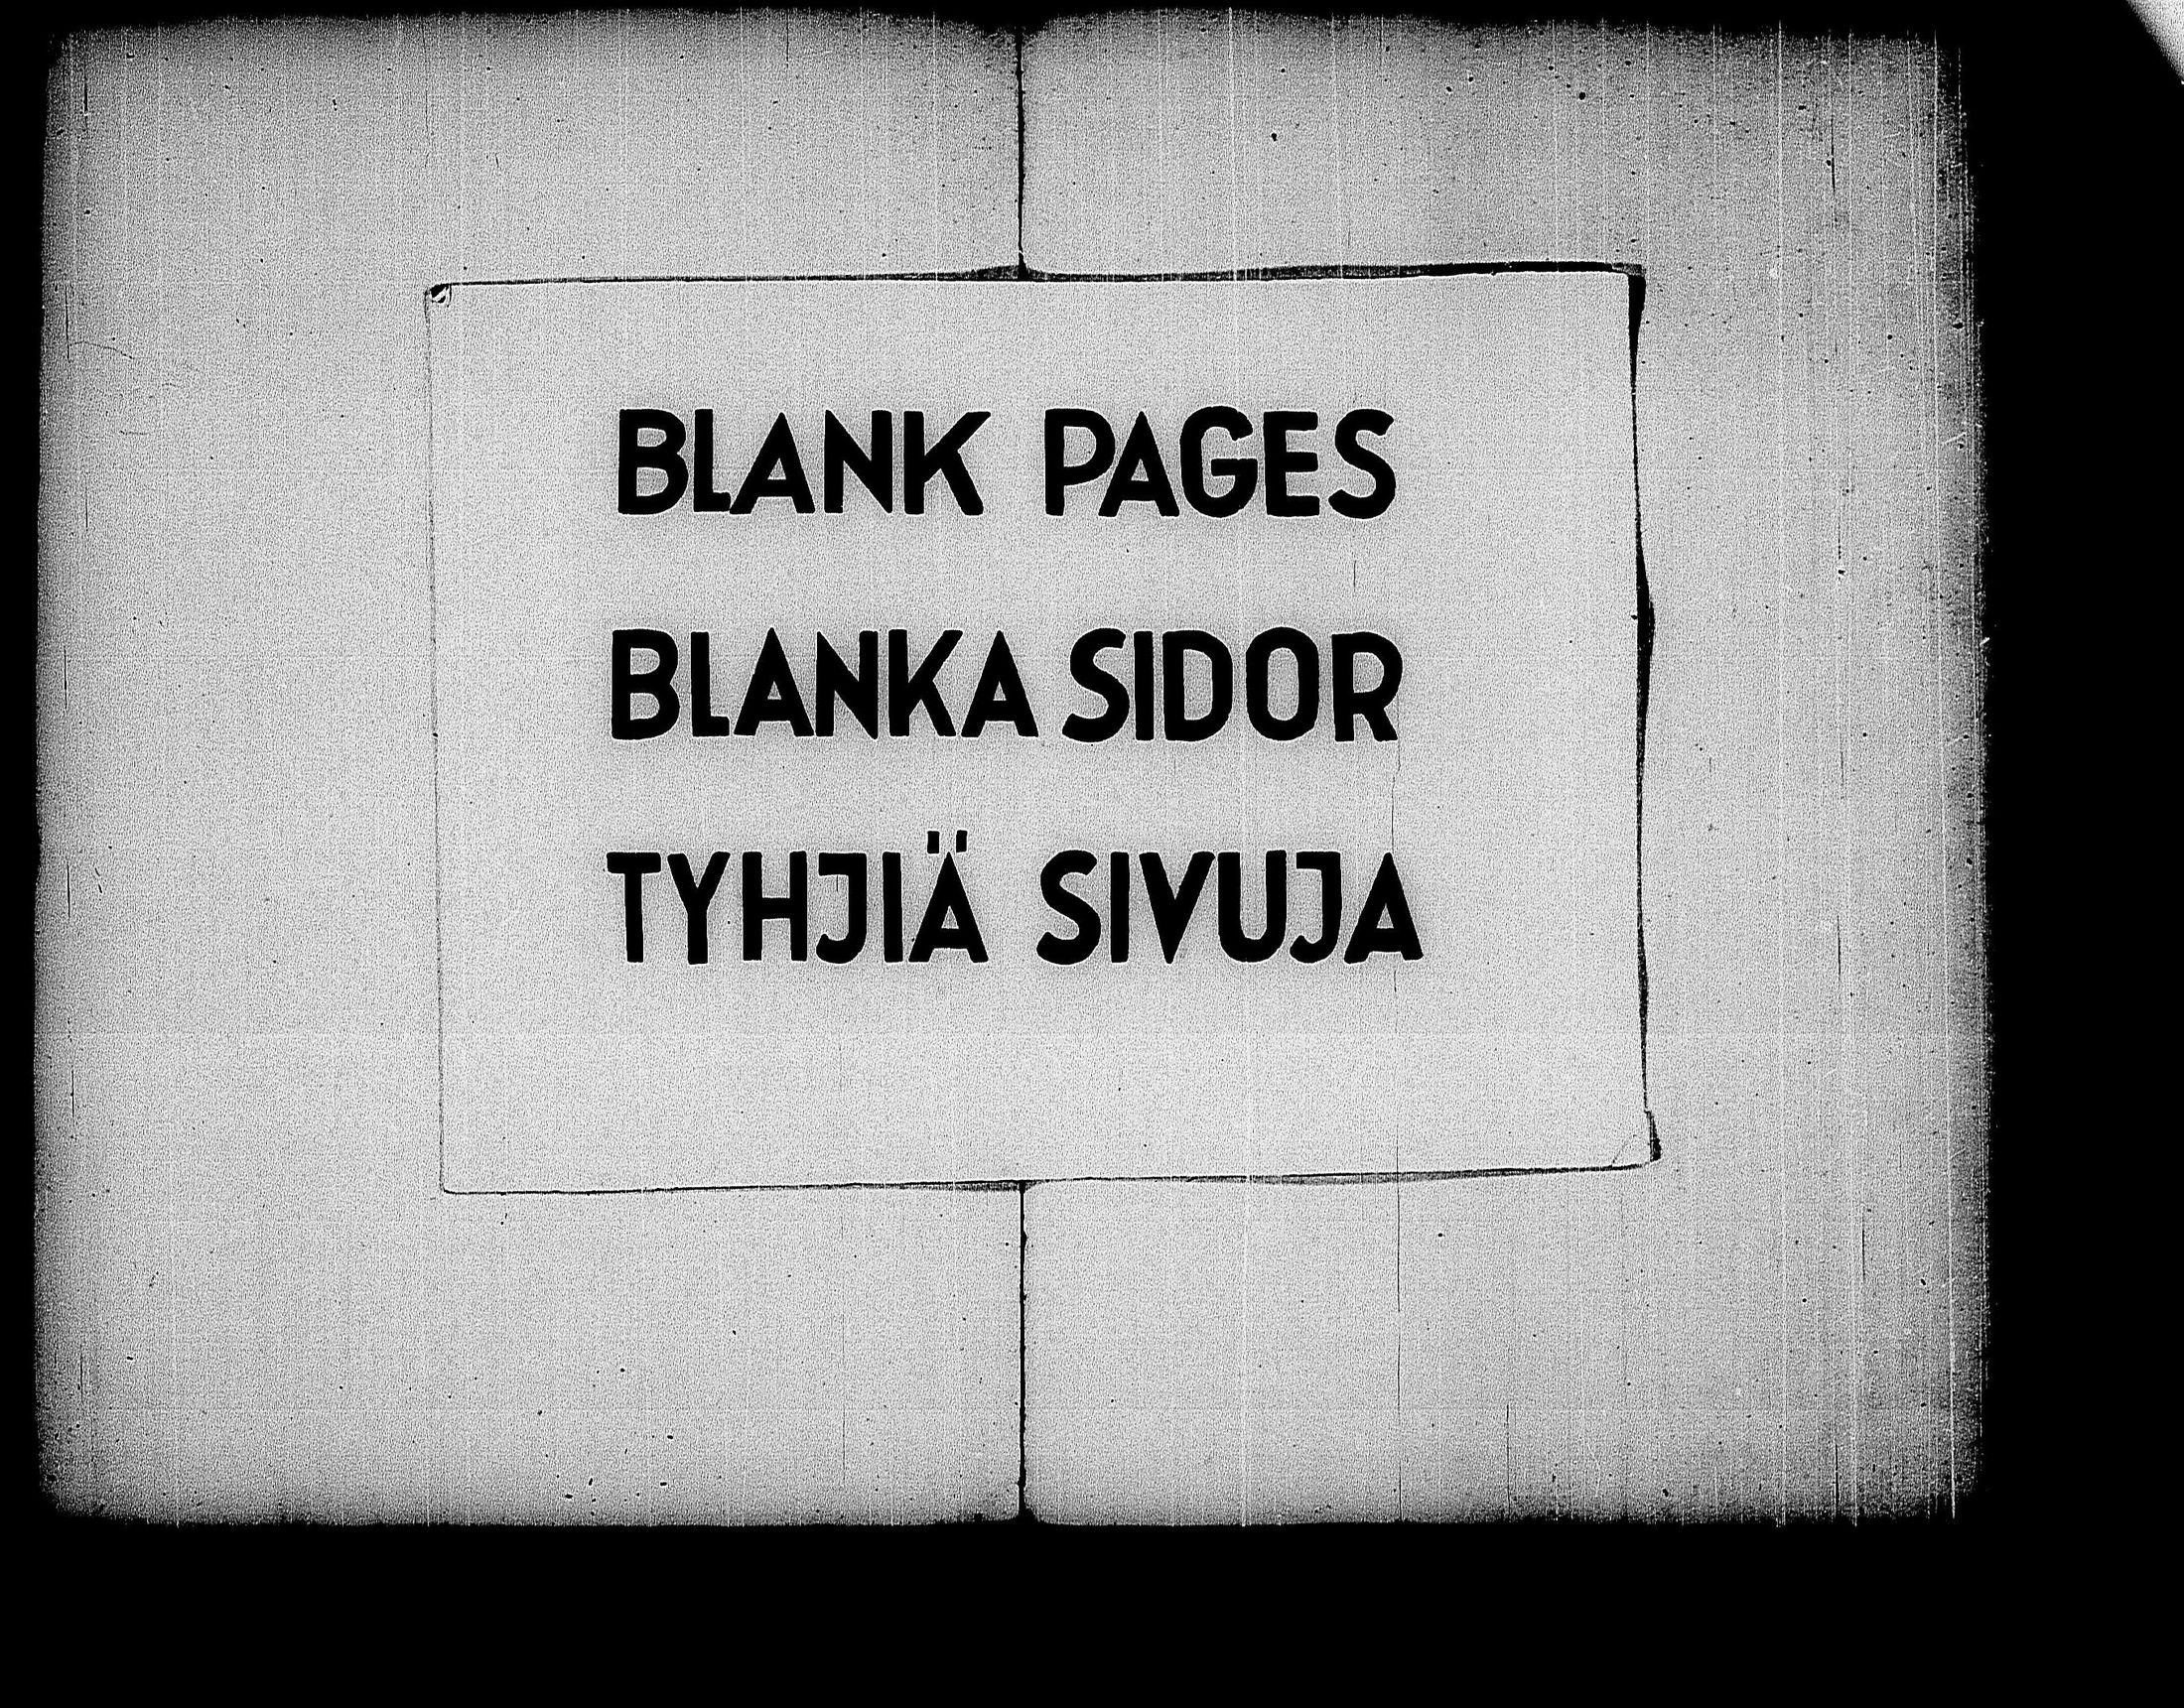 BLANK PAGES
BLANKA SIDOR
TYHJIÄ SIVUJA